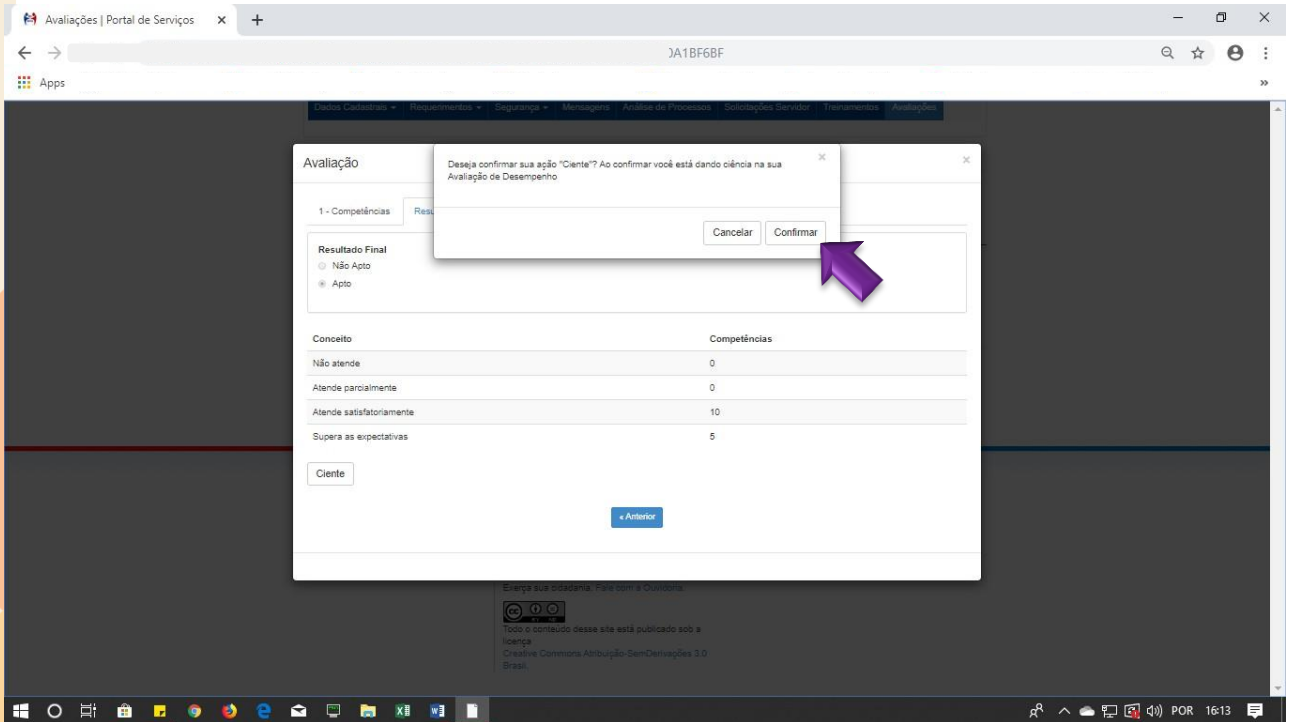 Avaliações | Portal de Serviços
)A1BF6BF
Apps
Dados Cadastrais Requerimentos Segurança Mensagens Análise de Processos Solicitações Servidor Treinamentos Avaliações
Avaliação
Deseja confirmar sua ação "Ciente"? Ao confirmar você está dando ciência na sua
Avaliação de Desempenho
Cancelar Confirmar
1 - Competências Resu
Resultado Final
Não Apto
Apto
Conceito Competências
Não atende 0
Atende parcialmente 0
Atende satisfatoriamente 10
Supera as expectativas 5
Ciente
« Anterior
Exerça sua cidadania. Fale com a Ouvidoria.
Todo o conteúdo desse site está publicado sob a
licença
Creative Commons Atribuição-SemDerivações 3.0
Brasil.
POR 16:13